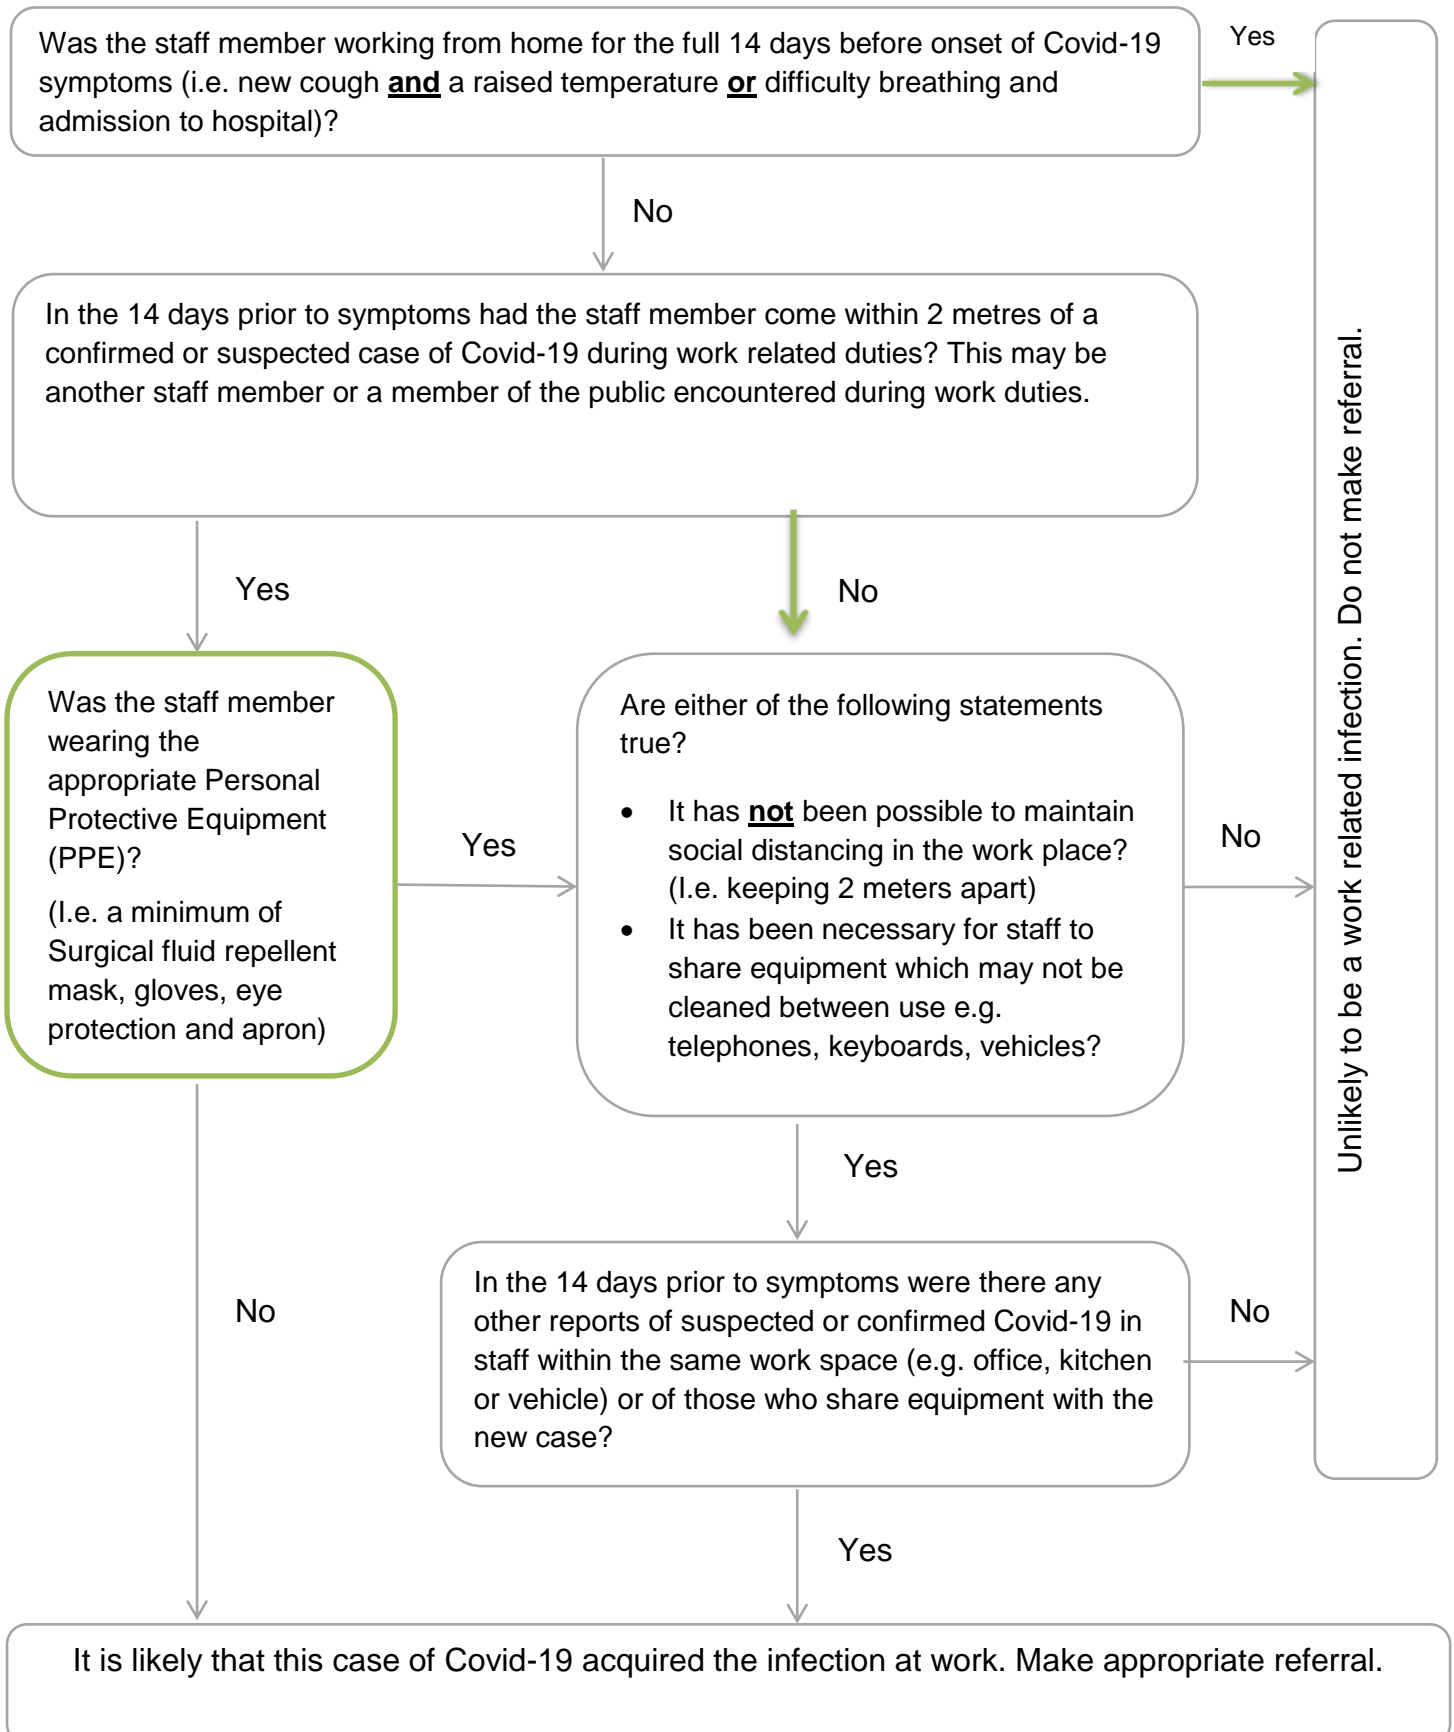 Was the staff member working from home for the full 14 days before onset of Covid-19
symptoms (i.e. new cough and a raised temperature or difficulty breathing and
admission to hospital)?
Yes
No
In the 14 days prior to symptoms had the staff member come within 2 metres of a
confirmed or suspected case of Covid-19 during work related duties? This may be
another staff member or a member of the public encountered during work duties.
Yes
No
Was the staff member
wearing the
appropriate Personal
Protective Equipment
(PPE)?
(I.e. a minimum of
Surgical fluid repellent
mask, gloves, eye
protection and apron)
Yes
Are either of the following statements
true?
• It has not been possible to maintain
social distancing in the work place?
(I.e. keeping 2 meters apart)
• It has been necessary for staff to
share equipment which may not be
cleaned between use e.g.
telephones, keyboards, vehicles?
No
Unlikely to be a work related infection. Do not make referral.
Yes
No
In the 14 days prior to symptoms were there any
other reports of suspected or confirmed Covid-19 in
staff within the same work space (e.g. office, kitchen
or vehicle) or of those who share equipment with the
new case?
No
Yes
It is likely that this case of Covid-19 acquired the infection at work. Make appropriate referral.